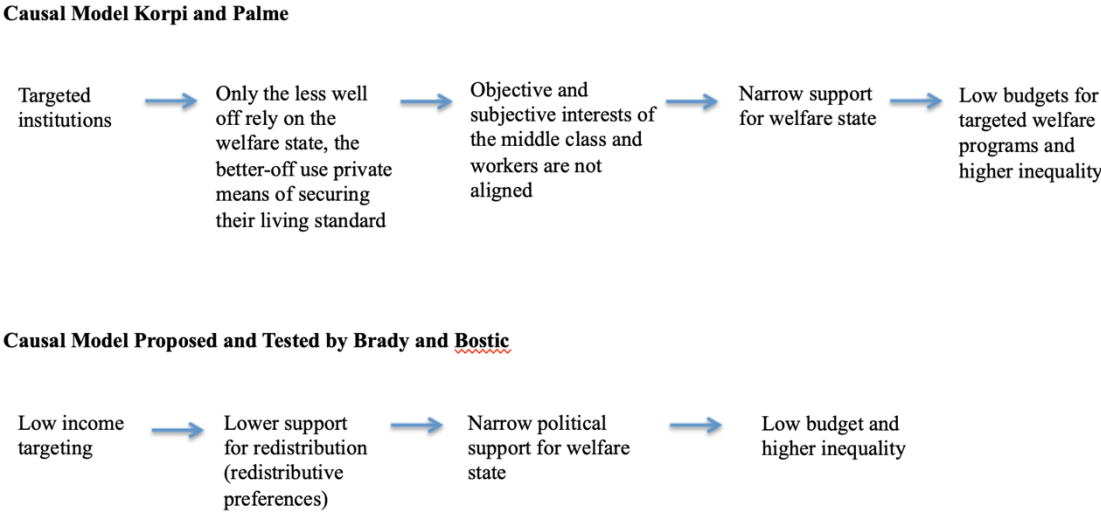 Causal Model Korpi and Palme
Targeted
institutions
Only the less well
off rely on the
welfare state, the
better-off use private
means of securing
their living standard
Objective and
subjective interests of
the middle class and
workers are not
aligned
Narrow support
for welfare state
Low budgets for
targeted welfare
programs and
higher inequality
Causal Model Proposed and Tested by Brady and Bostic
Low income
targeting
Lower support
for redistribution
(redistributive
preferences)
Narrow political
support for welfare
state
Low budget and
higher inequality